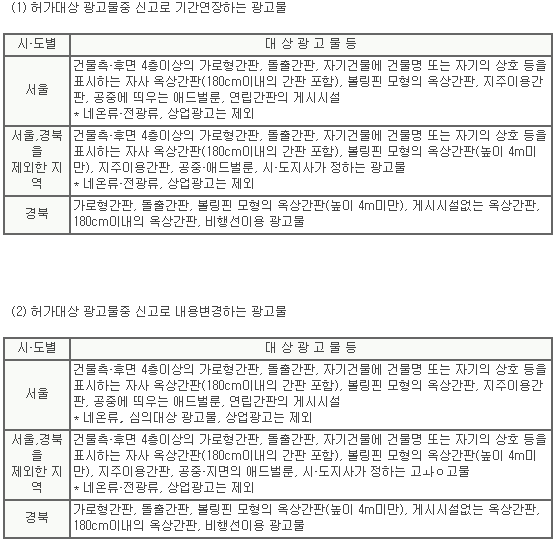 (1) 허가대상 광고물중 신고로 기간연장하는 광고물
시·도별
대 상 광 고 물 등
서울
건물측·후면 4층이상의 가로형간판, 돌출간판, 자기건물에 건물명 또는 자기의 상호 등을
표시하는 자사 옥상간판(180cm이내의 간판 포함), 볼링핀 모형의 옥상간판, 지주이용간
판, 공중에 띄우는 애드벌룬, 연립간판의 게시시설
* 네온류·전광류, 상업광고는 제외
서울,경북
을
제외한 지
역
건물측·후면 4층이상의 가로형간판, 돌출간판, 자기건물에 건물명 또는 자기의 상호 등을
표시하는 자사 옥상간판(180cm이내의 간판 포함), 볼링핀 모형의 옥상간판(높이 4m미
만), 지주이용간판, 공중·애드벌룬, 시·도지사가 정하는 광고물
* 네온류·전광류, 상업광고는 제외
경북
가로형간판, 돌출간판, 볼링핀 모형의 옥상간판(높이 4m미만), 게시시설없는 옥상간판,
180cm이내의 옥상간판, 비행선이용 광고물
(2) 허가대상 광고물중 신고로 내용변경하는 광고물
시·도별
대 상 광 고 물 등
서울
건물측·후면 4층이상의 가로형간판, 돌출간판, 자기건물에 건물명 또는 자기의 상호 등을
표시하는 자사 옥상간판(180cm이내의 간판 포함), 볼링핀 모형의 옥상간판, 지주이용간
판, 공중에 띄우는 애드벌룬, 연립간판의 게시시설
* 네온류, 심의대상 광고물, 상업광고는 제외
서울,경북
을
제외한 지
역
건물측·후면 4층이상의 가로형간판, 돌출간판, 자기건물에 건물명 또는 자기의 상호 등을
표시하는 자사 옥상간판(180cm이내의 간판 포함), 볼링핀 모형의 옥상간판(높이 4m미
만), 지주이용간판, 공중·지면의 애드벌룬, 시·도지사가 정하는 고ㅘㅇ고물
* 네온류·전광류, 상업광고는 제외
경북
가로형간판, 돌출간판, 볼링핀 모형의 옥상간판(높이 4m미만), 게시시설없는 옥상간판,
180cm이내의 옥상간판, 비행선이용 광고물